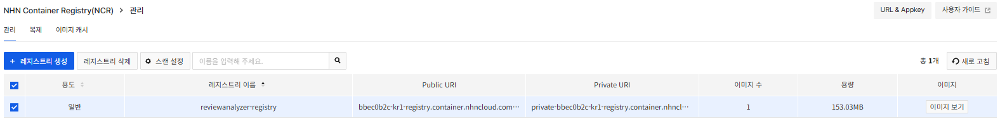 NHN Container Registry(NCR) > 관리
URL & Appkey 사용자 가이드
관리 복제 이미지 캐시
+ 레지스트리 생성 레지스트리 삭제 스캔 설정 이름을 입력해 주세요. 총 1개 새로 고침
용도 레지스트리 이름 Public URI Private URI 이미지 수 용량 이미지
일반 reviewanalyzer-registry bbec0b2c-kr1-registry.container.nhncloud.com··· private-bbec0b2c-kr1-registry.container.nhncl··· 1 153.03MB 이미지 보기